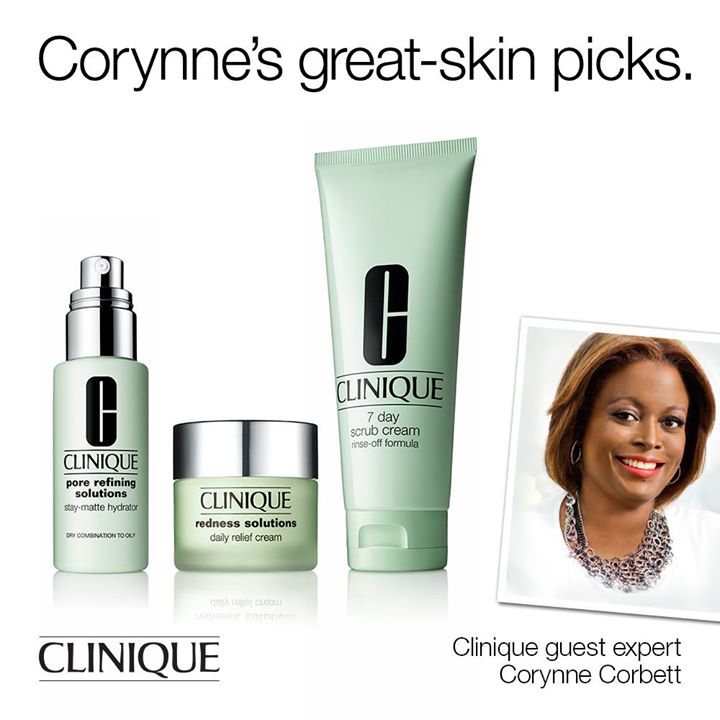 Corynne's great-skin picks.
CLINIQUE
pore refining
solutions
stay-matte hydrator
DRY COMBINATION TO OILY
CLINIQUE
redness solutions
daily relief cream
CLINIQUE
7 day
scrub cream
rinse-off formula
CLINIQUE
Clinique guest expert
Corynne Corbett